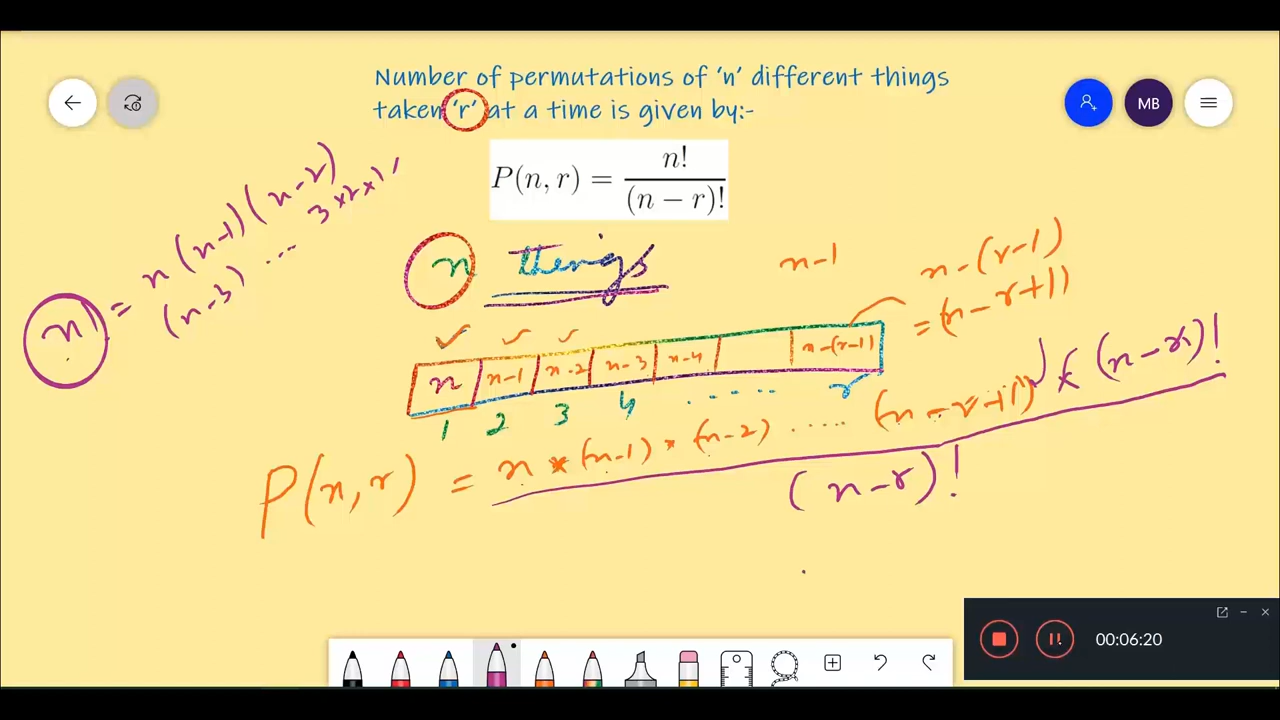 Number of permutations of 'n' different things
taken 'r' at a time is given by:-
MB
P(n, r) = n! / (n − r)!
n! = n(n-1)(n-2)
(n-3) ... 3×2×1
n things
n-1
n-(r-1)
=(n-r+1)
n n-1 n-2 n-3 n-4 n-(r-1)
1 2 3 4 ...... r
P(n,r) = n * (n-1) * (n-2) ..... (n-r+1) × (n-r)!
(n-r)!
00:06:20